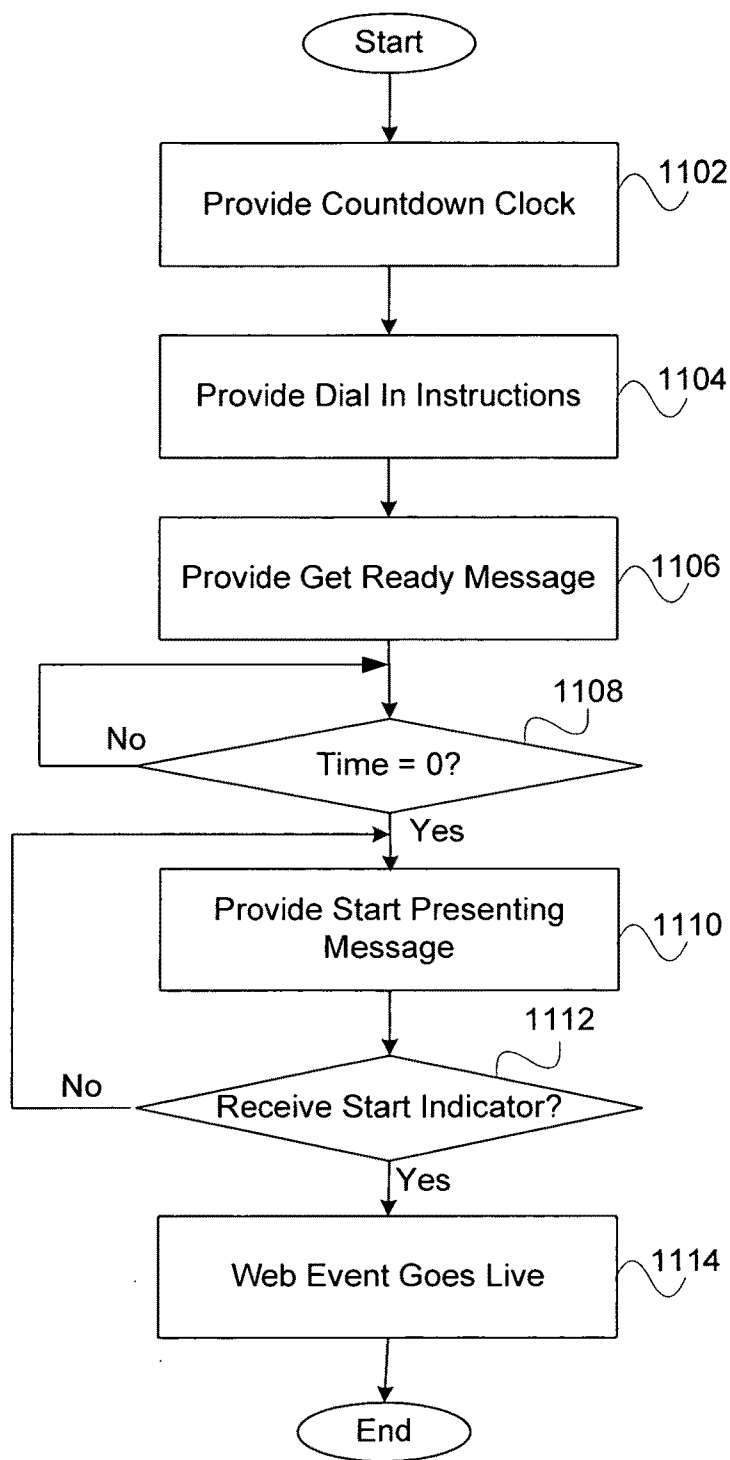 Start
Provide Countdown Clock
1102
Provide Dial In Instructions
1104
Provide Get Ready Message
1106
1108
No
Time = 0?
Yes
Provide Start Presenting
Message
1110
1112
No
Receive Start Indicator?
Yes
Web Event Goes Live
1114
End